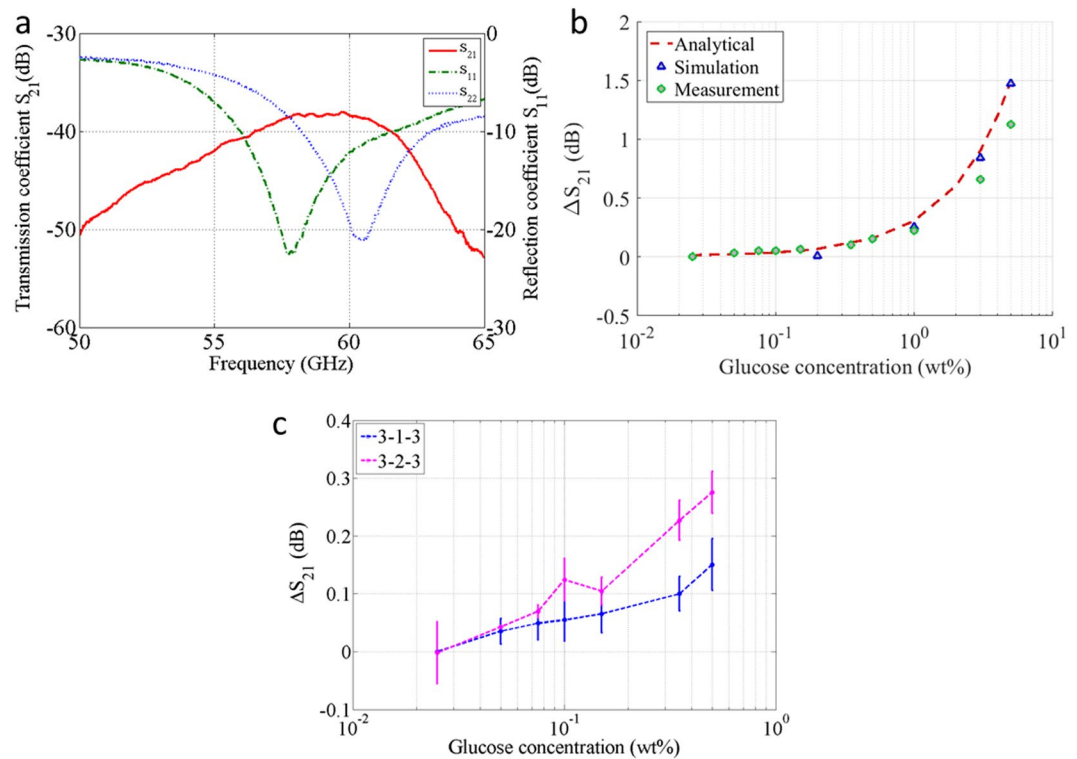 a
-30
-40
-50
-60
Transmission coefficient S21(dB)
0
-10
-20
-30
Reflection coefficient S11(dB)
s21
s11
s22
50
55
60
65
Frequency (GHz)
b
2
1.5
1
0.5
0
-0.5
ΔS21 (dB)
Analytical
Simulation
Measurement
10-2
10-1
100
101
Glucose concentration (wt%)
c
0.4
0.3
0.2
0.1
0
-0.1
ΔS21 (dB)
3-1-3
3-2-3
10-2
10-1
100
Glucose concentration (wt%)